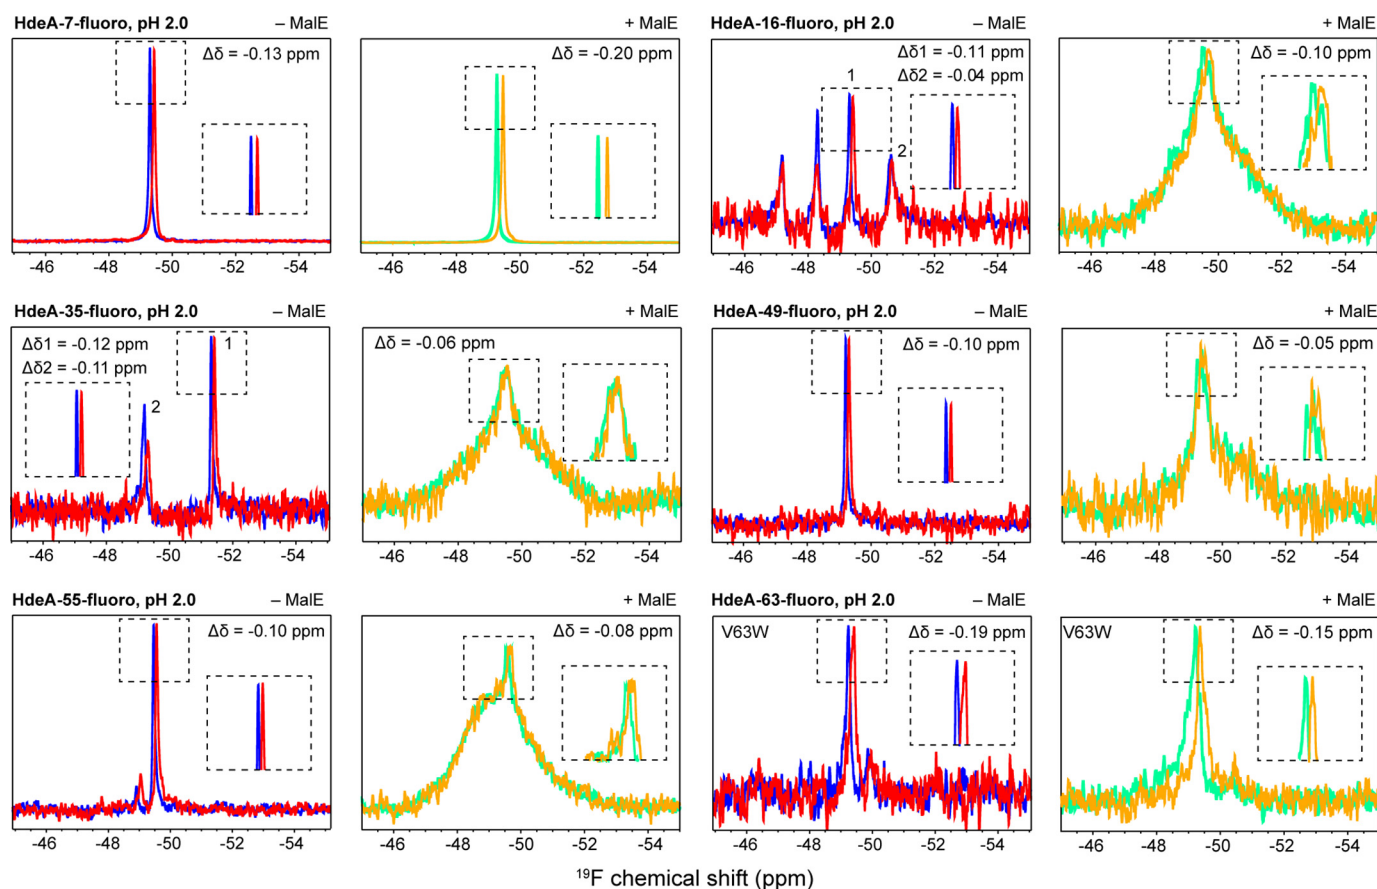 HdeA-7-fluoro, pH 2.0 – MalE
Δδ = -0.13 ppm
-46 -48 -50 -52 -54
+ MalE
Δδ = -0.20 ppm
-46 -48 -50 -52 -54
HdeA-16-fluoro, pH 2.0 – MalE
Δδ1 = -0.11 ppm
Δδ2 = -0.04 ppm
1
2
-46 -48 -50 -52 -54
+ MalE
Δδ = -0.10 ppm
-46 -48 -50 -52 -54
HdeA-35-fluoro, pH 2.0 – MalE
Δδ1 = -0.12 ppm
Δδ2 = -0.11 ppm
1
2
-46 -48 -50 -52 -54
+ MalE
Δδ = -0.06 ppm
-46 -48 -50 -52 -54
HdeA-49-fluoro, pH 2.0 – MalE
Δδ = -0.10 ppm
-46 -48 -50 -52 -54
+ MalE
Δδ = -0.05 ppm
-46 -48 -50 -52 -54
HdeA-55-fluoro, pH 2.0 – MalE
Δδ = -0.10 ppm
-46 -48 -50 -52 -54
+ MalE
Δδ = -0.08 ppm
-46 -48 -50 -52 -54
HdeA-63-fluoro, pH 2.0 – MalE
V63W Δδ = -0.19 ppm
-46 -48 -50 -52 -54
+ MalE
V63W Δδ = -0.15 ppm
-46 -48 -50 -52 -54
¹⁹F chemical shift (ppm)